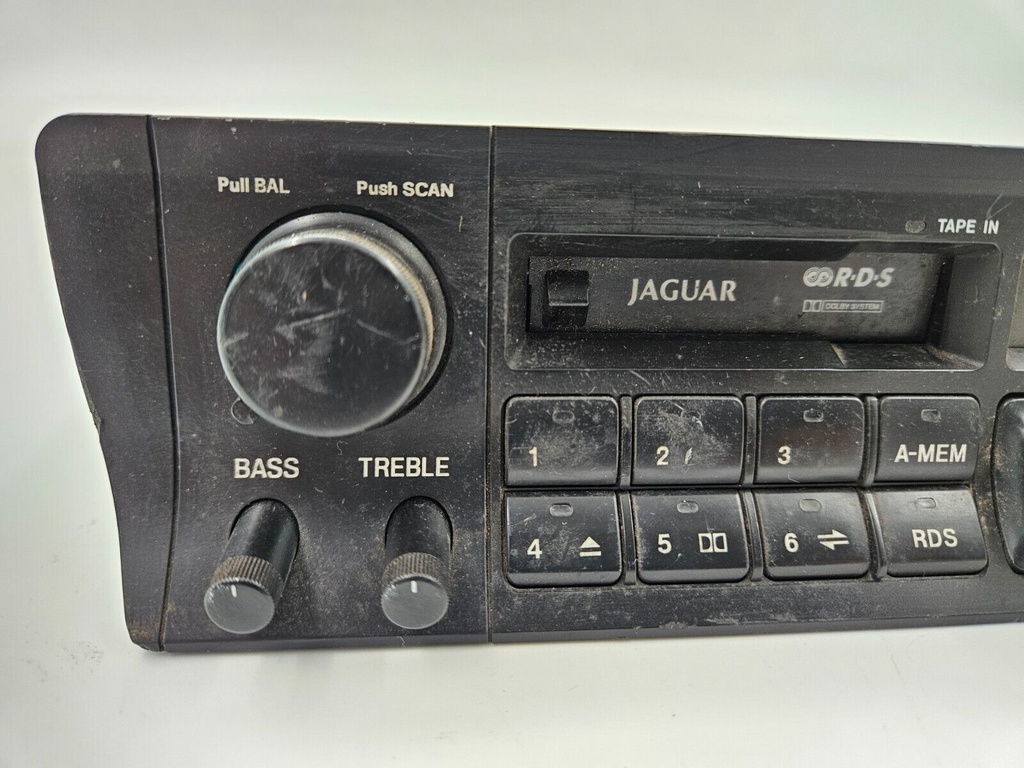 Pull BAL
Push SCAN
TAPE IN
JAGUAR
R·D·S
DOLBY SYSTEM
BASS
TREBLE
1
2
3
A-MEM
4
5
6
RDS